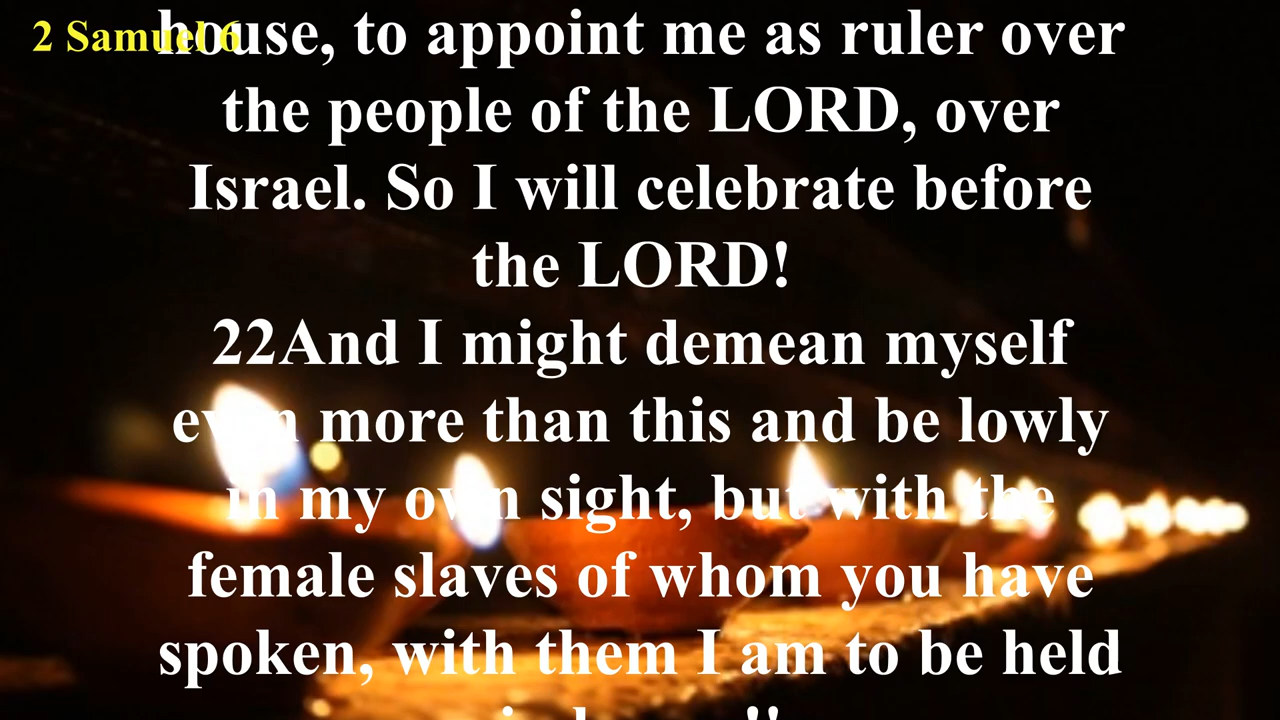 2 Samuel 6
house, to appoint me as ruler over
the people of the LORD, over
Israel. So I will celebrate before
the LORD!
22And I might demean myself
even more than this and be lowly
in my own sight, but with the
female slaves of whom you have
spoken, with them I am to be held